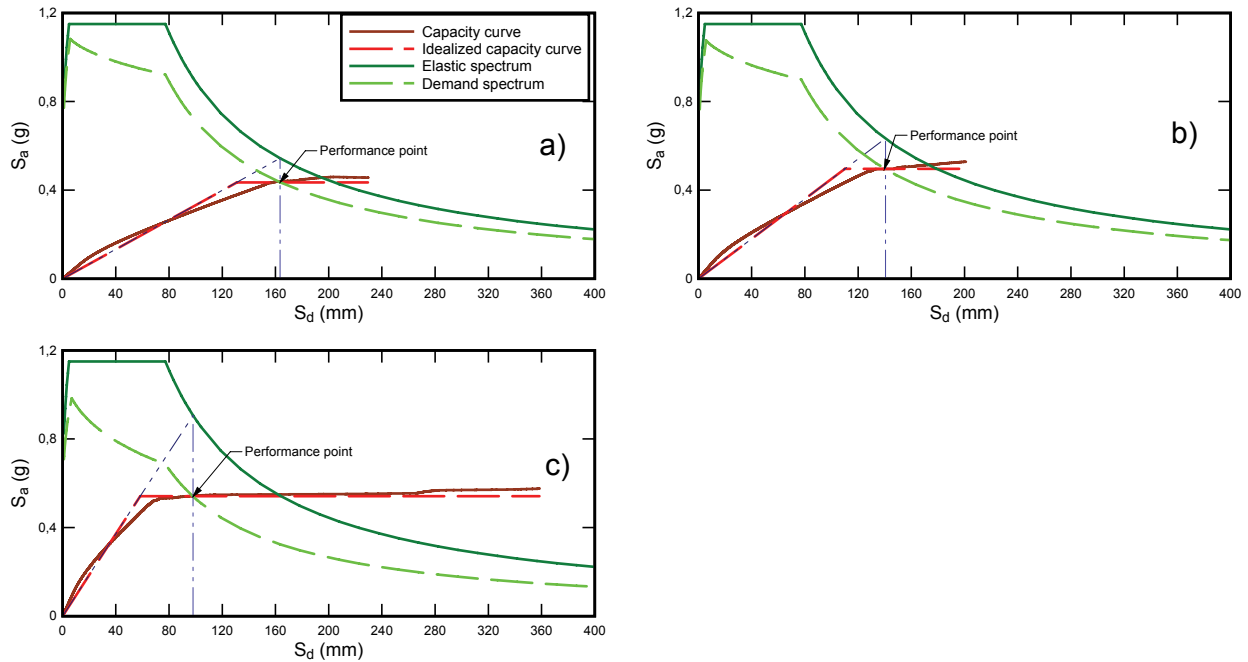 1,2
0,8
0,4
0
Sa (g)
0 40 80 120 160 200 240 280 320 360 400
Sd (mm)
Capacity curve
Idealized capacity curve
Elastic spectrum
Demand spectrum
Performance point
a)
1,2
0,8
0,4
0
Sa (g)
0 40 80 120 160 200 240 280 320 360 400
Sd (mm)
Performance point
b)
1,2
0,8
0,4
0
Sa (g)
0 40 80 120 160 200 240 280 320 360 400
Sd (mm)
Performance point
c)